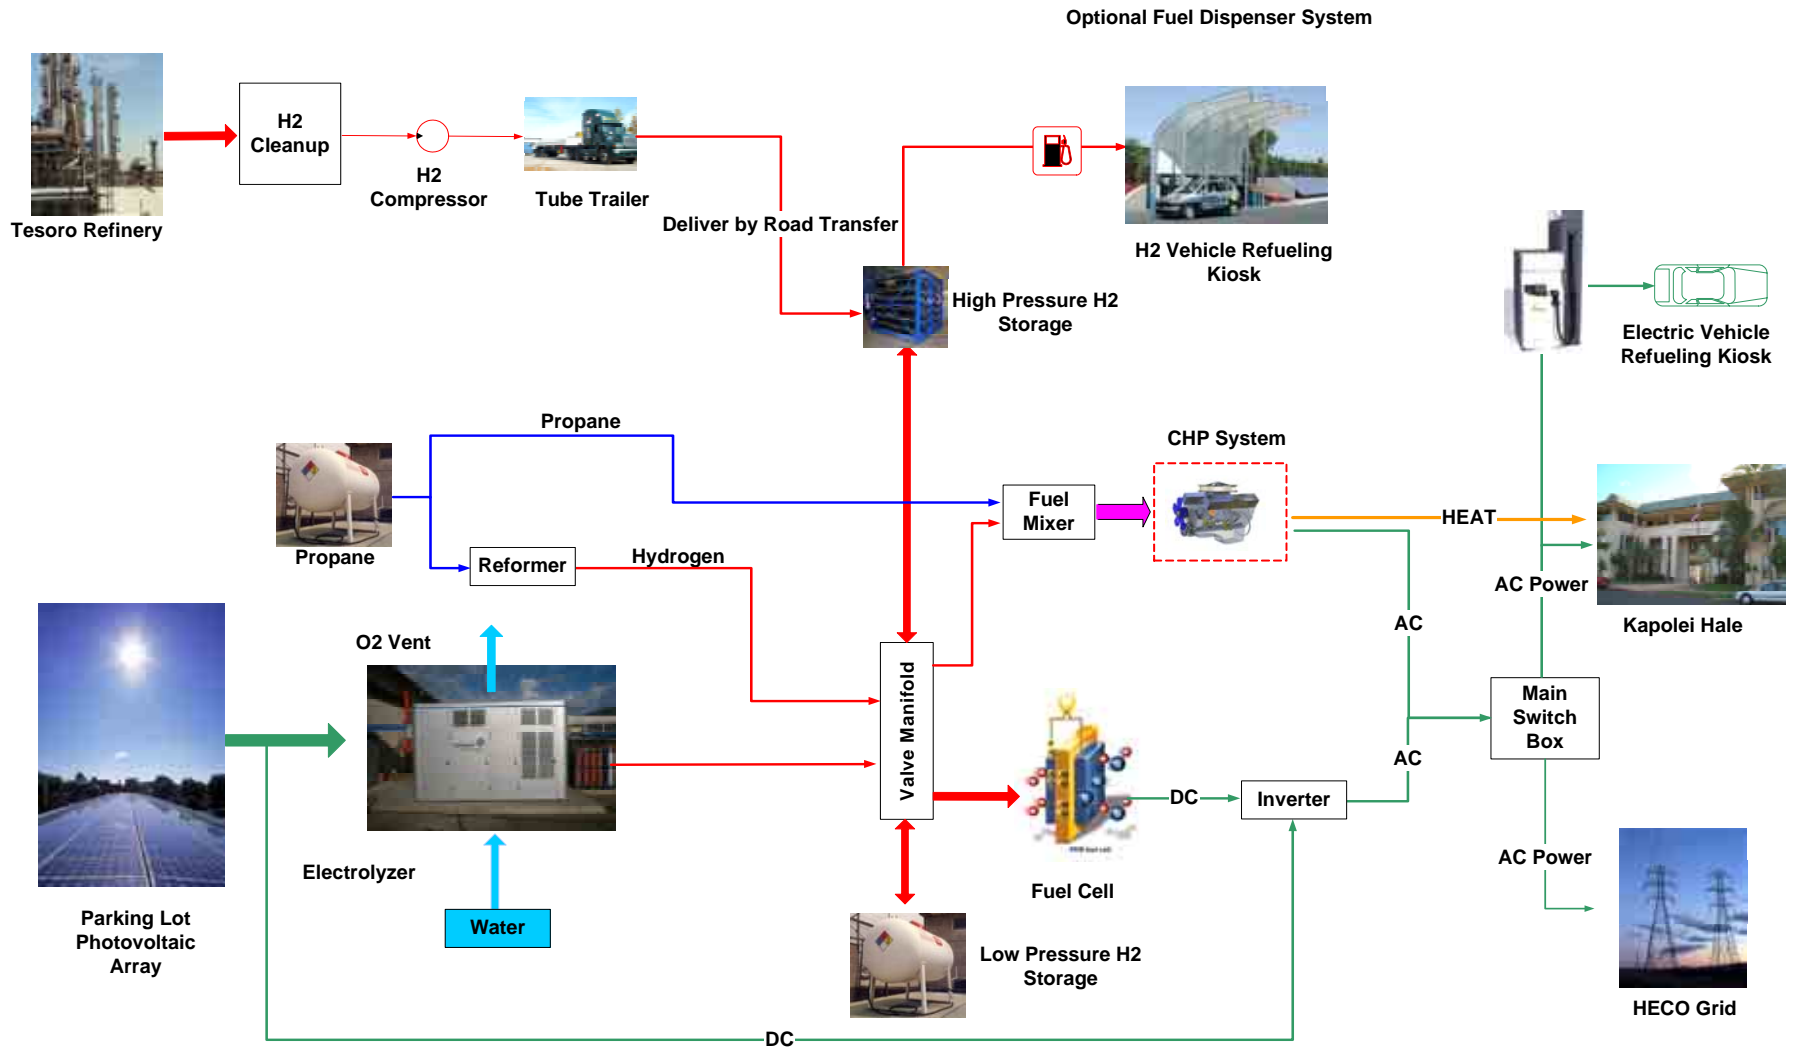 Optional Fuel Dispenser System
H2
Cleanup
H2
Compressor
Tube Trailer
Tesoro Refinery
Deliver by Road Transfer
H2 Vehicle Refueling
Kiosk
High Pressure H2
Storage
Electric Vehicle
Refueling Kiosk
Propane
CHP System
Fuel
Mixer
HEAT
Propane
Reformer
Hydrogen
AC Power
Kapolei Hale
AC
O2 Vent
Valve Manifold
Main
Switch
Box
AC
DC
Inverter
Electrolyzer
Fuel Cell
AC Power
Water
Parking Lot
Photovoltaic
Array
Low Pressure H2
Storage
HECO Grid
DC